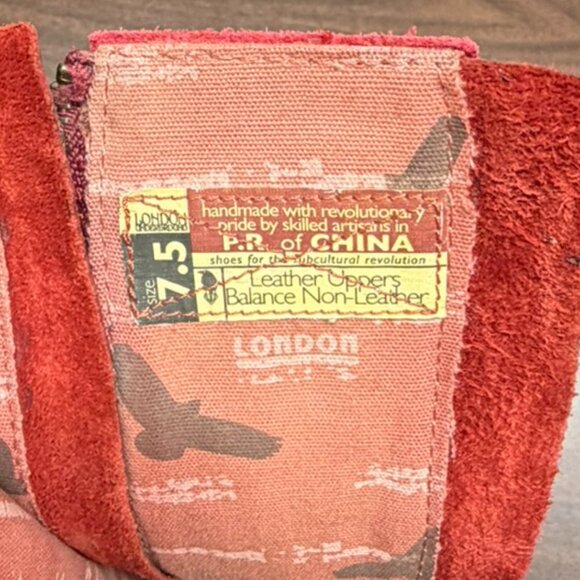 LONDON
UNDERGROUND
size
7.5
handmade with revolutionary
pride by skilled artisans in
P.R. of CHINA
shoes for the subcultural revolution
Leather Uppers
Balance Non-Leather
LONDON